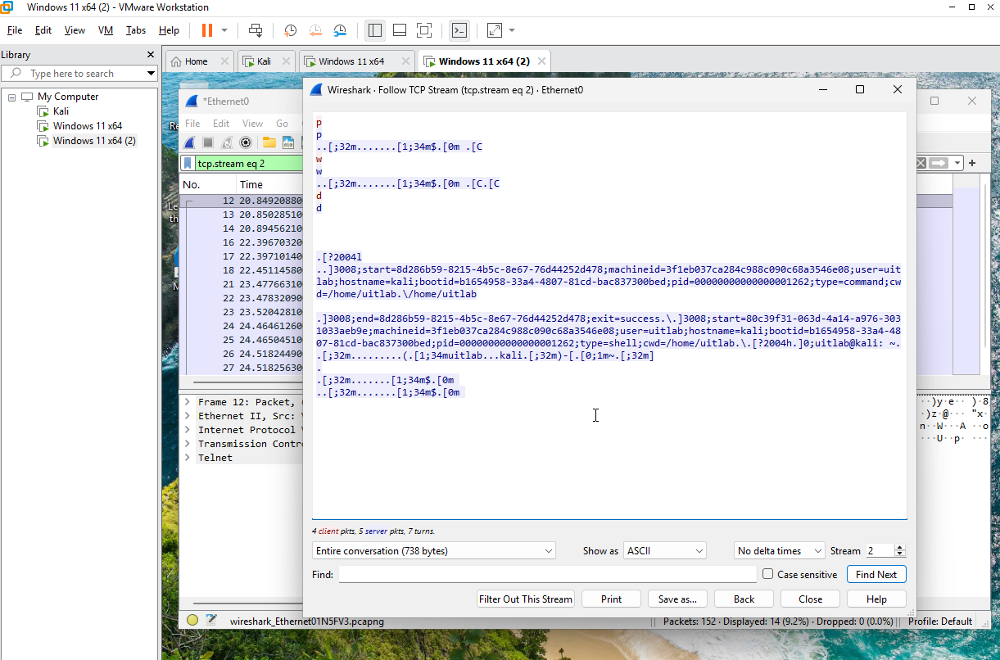 Windows 11 x64 (2) - VMware Workstation
File Edit View VM Tabs Help
Library
Type here to search
My Computer
Kali
Windows 11 x64
Windows 11 x64 (2)
Home Kali Windows 11 x64 Windows 11 x64 (2)
*Ethernet0
File Edit View Go
tcp.stream eq 2
No. Time
12 20.84920880
13 20.85028510
14 20.89456210
16 22.39670320
17 22.39710140
18 22.45114580
21 23.47766310
22 23.47832090
23 23.52042810
24 24.46461260
25 24.46504510
26 24.51824490
27 24.51825630
Frame 12: Packet,
Ethernet II, Src:
Internet Protocol
Transmission Contr
Telnet
Wireshark · Follow TCP Stream (tcp.stream eq 2) · Ethernet0
p
p
..[;32m.......[1;34m$.[0m .[C
w
w
..[;32m.......[1;34m$.[0m .[C.[C
d
d
.[?2004l
..]3008;start=8d286b59-8215-4b5c-8e67-76d44252d478;machineid=3f1eb037ca284c988c090c68a3546e08;user=uit
lab;hostname=kali;bootid=b1654958-33a4-4807-81cd-bac837300bed;pid=00000000000000001262;type=command;cw
d=/home/uitlab.\/home/uitlab
.]3008;end=8d286b59-8215-4b5c-8e67-76d44252d478;exit=success.\.]3008;start=80c39f31-063d-4a14-a976-303
1033aeb9e;machineid=3f1eb037ca284c988c090c68a3546e08;user=uitlab;hostname=kali;bootid=b1654958-33a4-48
07-81cd-bac837300bed;pid=00000000000000001262;type=shell;cwd=/home/uitlab.\.[?2004h.]0;uitlab@kali: ~.
.[;32m.........(.[1;34muitlab...kali.[;32m)-[.[0;1m~.[;32m]
.
.[;32m.......[1;34m$.[0m
..[;32m.......[1;34m$.[0m
4 client pkts, 5 server pkts, 7 turns.
Entire conversation (738 bytes) Show as ASCII No delta times Stream 2
Find: Case sensitive Find Next
Filter Out This Stream Print Save as... Back Close Help
··)y·e·· )·8
·)z·@··· "x
n··W···A ··o
···U··p· ···
wireshark_Ethernet01N5FV3.pcapng Packets: 152 · Displayed: 14 (9.2%) · Dropped: 0 (0.0%) Profile: Default